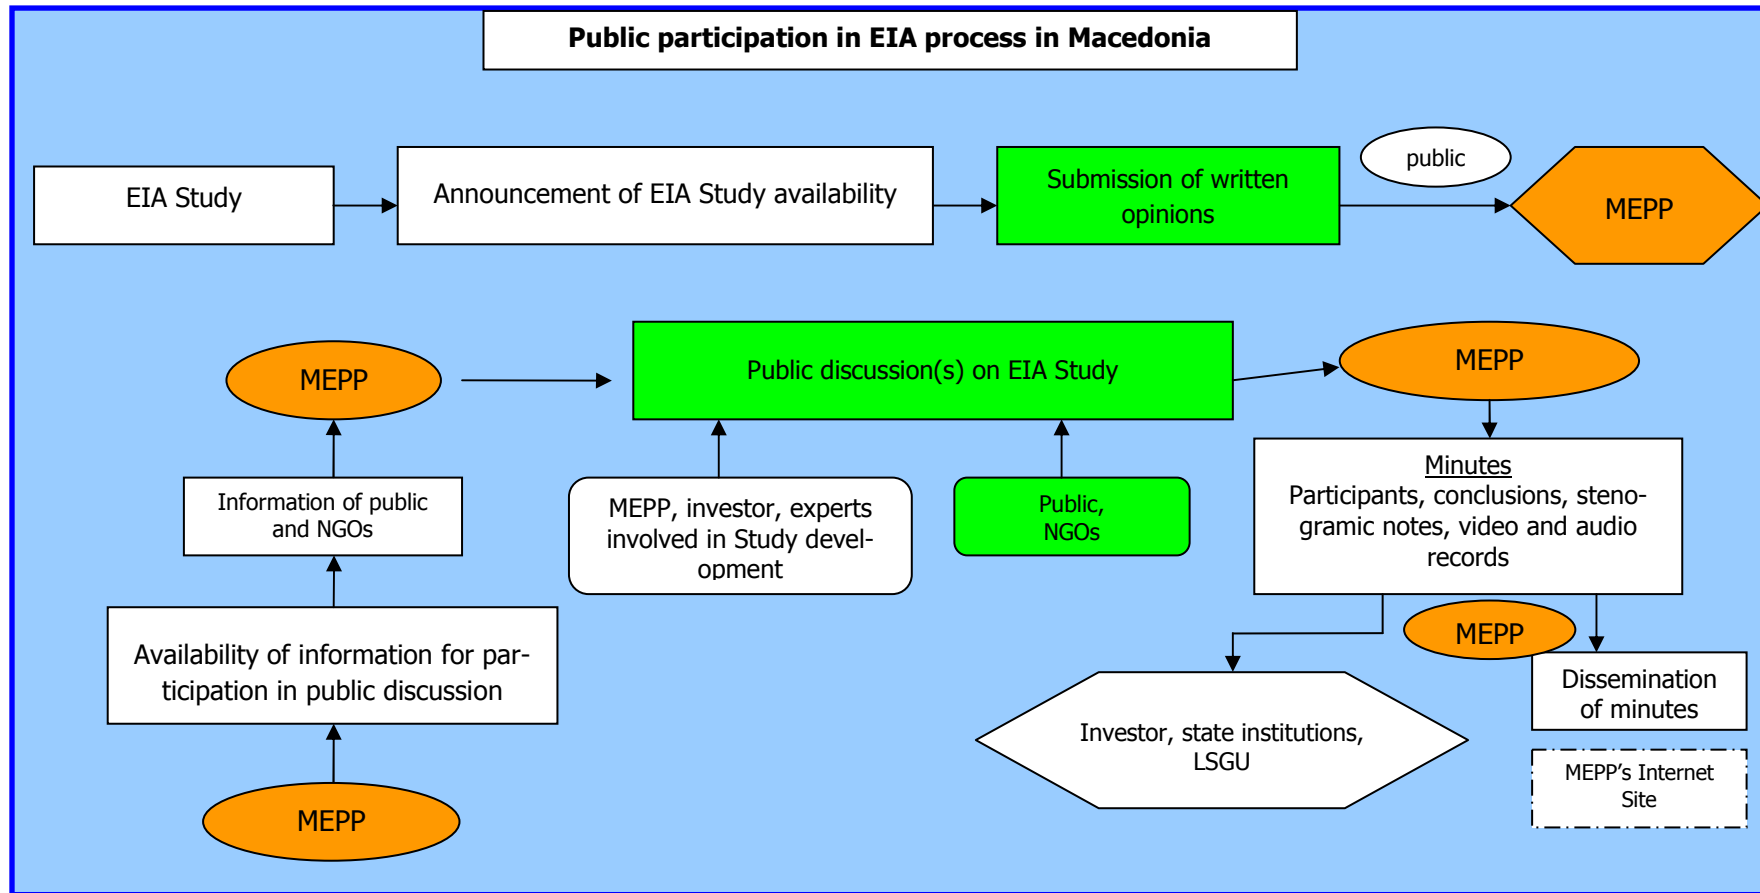 Public participation in EIA process in Macedonia
EIA Study
Announcement of EIA Study availability
Submission of written
opinions
public
MEPP
MEPP
Public discussion(s) on EIA Study
MEPP
Information of public
and NGOs
MEPP, investor, experts
involved in Study devel-
opment
Public,
NGOs
Minutes
Participants, conclusions, steno-
gramic notes, video and audio
records
Availability of information for par-
ticipation in public discussion
MEPP
Dissemination
of minutes
Investor, state institutions,
LSGU
MEPP's Internet
Site
MEPP